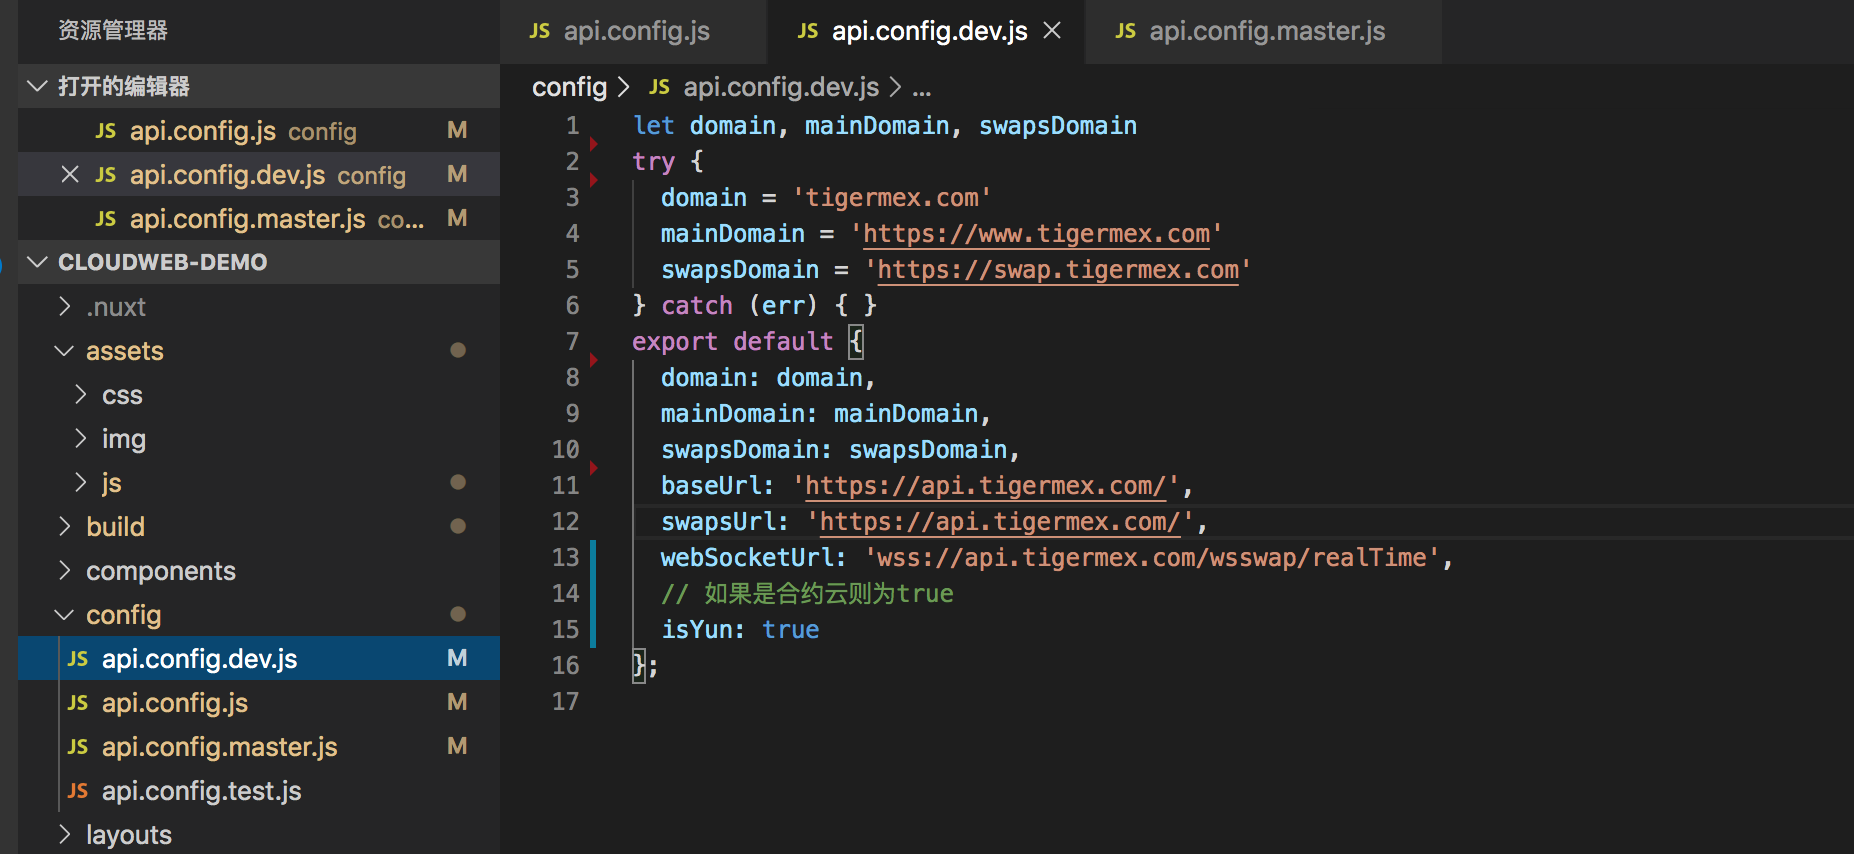 资源管理器
打开的编辑器
JS api.config.js config M
JS api.config.dev.js config M
JS api.config.master.js co... M
CLOUDWEB-DEMO
.nuxt
assets
css
img
js
build
components
config
JS api.config.dev.js M
JS api.config.js M
JS api.config.master.js M
JS api.config.test.js
layouts
JS api.config.js JS api.config.dev.js JS api.config.master.js
config > JS api.config.dev.js > ...
1 let domain, mainDomain, swapsDomain
2 try {
3 domain = 'tigermex.com'
4 mainDomain = 'https://www.tigermex.com'
5 swapsDomain = 'https://swap.tigermex.com'
6 } catch (err) { }
7 export default {
8 domain: domain,
9 mainDomain: mainDomain,
10 swapsDomain: swapsDomain,
11 baseUrl: 'https://api.tigermex.com/',
12 swapsUrl: 'https://api.tigermex.com/',
13 webSocketUrl: 'wss://api.tigermex.com/wsswap/realTime',
14 // 如果是合约云则为true
15 isYun: true
16 };
17